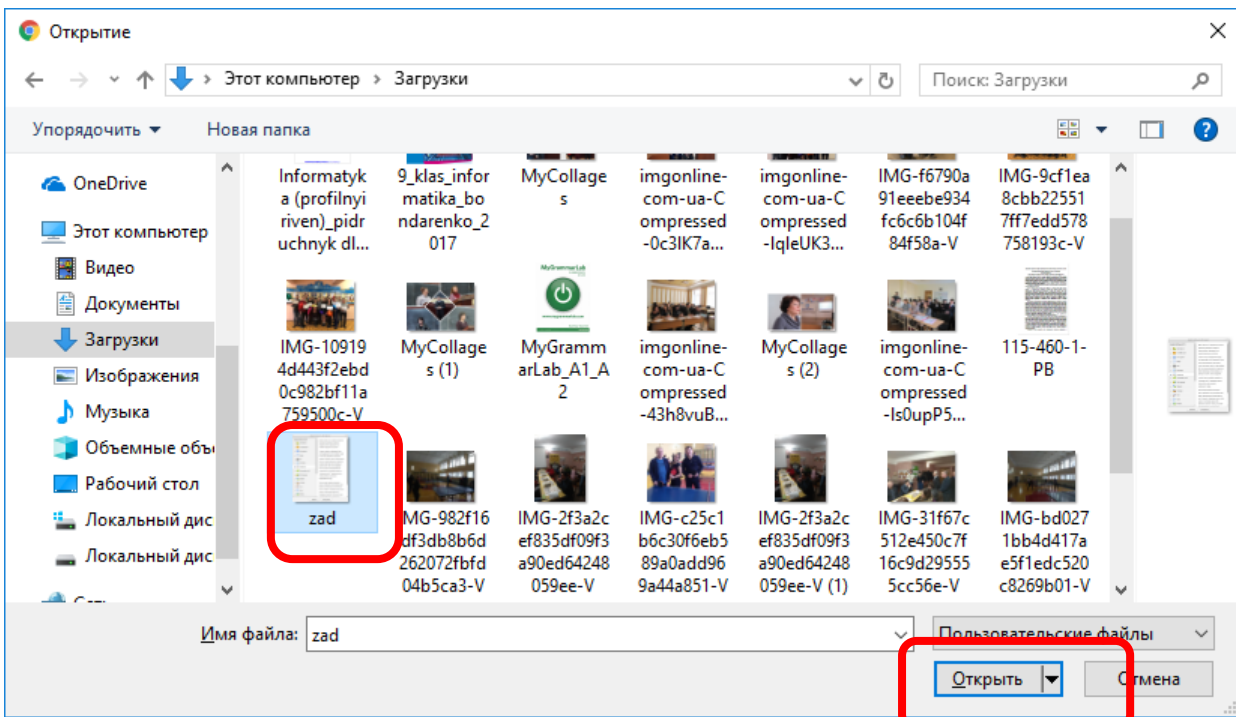 Открытие
Этот компьютер
Загрузки
Поиск: Загрузки
Упорядочить
Новая папка
OneDrive
Этот компьютер
Видео
Документы
Загрузки
Изображения
Музыка
Объемные объ
Рабочий стол
Локальный дис
Локальный дис
Informatyk
a (profilnyi
riven)_pidr
uchnyk dl...
9_klas_infor
matika_bo
ndarenko_2
017
MyCollage
s
imgonline-
com-ua-C
ompressed
-0c3IK7a...
imgonline-
com-ua-C
ompressed
-IqleUK3...
IMG-f6790a
91eeebe934
fc6c6b104f
84f58a-V
IMG-9cf1ea
8cbb22551
7ff7edd578
758193c-V
IMG-10919
4d443f2ebd
0c982bf11a
759500c-V
MyCollage
s (1)
MyGrammarLab
MyGramm
arLab_A1_A
2
imgonline-
com-ua-C
ompressed
-43h8vuB...
MyCollage
s (2)
imgonline-
com-ua-C
ompressed
-Is0upP5...
115-460-1-
PB
zad
IMG-982f16
df3db8b6d
262072fbfd
04b5ca3-V
IMG-2f3a2c
ef835df09f3
a90ed64248
059ee-V
IMG-c25c1
b6c30f6eb5
89a0add96
9a44a851-V
IMG-2f3a2c
ef835df09f3
a90ed64248
059ee-V (1)
IMG-31f67c
512e450c7f
16c9d29555
5cc56e-V
IMG-bd027
1bb4d417a
e5f1edc520
c8269b01-V
Имя файла:
zad
Пользовательские файлы
Открыть
Отмена